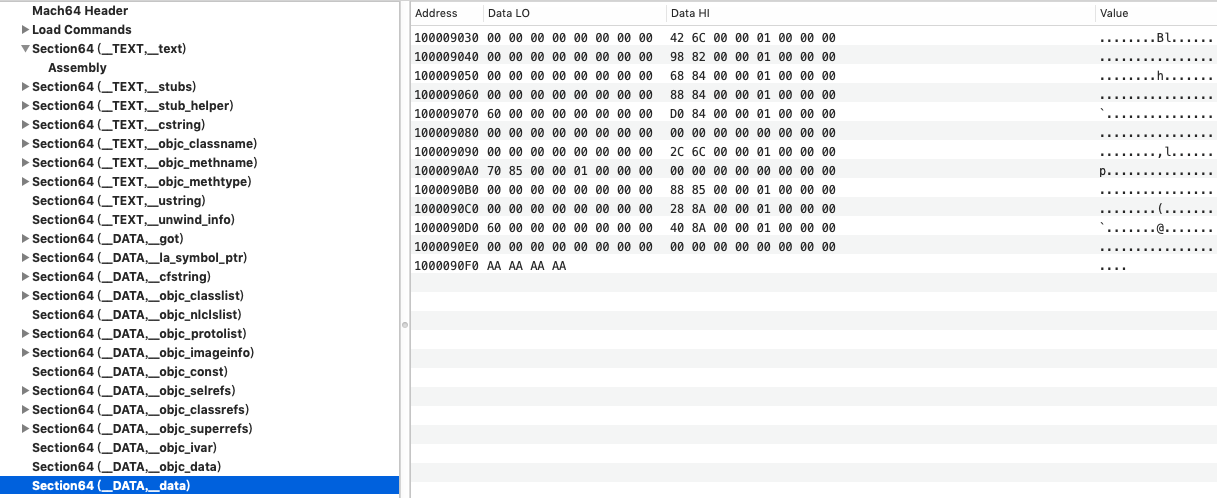 Mach64 Header
Load Commands
Section64 (__TEXT,__text)
Assembly
Section64 (__TEXT,__stubs)
Section64 (__TEXT,__stub_helper)
Section64 (__TEXT,__cstring)
Section64 (__TEXT,__objc_classname)
Section64 (__TEXT,__objc_methname)
Section64 (__TEXT,__objc_methtype)
Section64 (__TEXT,__ustring)
Section64 (__TEXT,__unwind_info)
Section64 (__DATA,__got)
Section64 (__DATA,__la_symbol_ptr)
Section64 (__DATA,__cfstring)
Section64 (__DATA,__objc_classlist)
Section64 (__DATA,__objc_nlclslist)
Section64 (__DATA,__objc_protolist)
Section64 (__DATA,__objc_imageinfo)
Section64 (__DATA,__objc_const)
Section64 (__DATA,__objc_selrefs)
Section64 (__DATA,__objc_classrefs)
Section64 (__DATA,__objc_superrefs)
Section64 (__DATA,__objc_ivar)
Section64 (__DATA,__objc_data)
Section64 (__DATA,__data)
Address Data LO Data HI Value
100009030 00 00 00 00 00 00 00 00 42 6C 00 00 01 00 00 00 ........Bl......
100009040 00 00 00 00 00 00 00 00 98 82 00 00 01 00 00 00 ................
100009050 00 00 00 00 00 00 00 00 68 84 00 00 01 00 00 00 ........h.......
100009060 00 00 00 00 00 00 00 00 88 84 00 00 01 00 00 00 ................
100009070 60 00 00 00 00 00 00 00 D0 84 00 00 01 00 00 00 `...............
100009080 00 00 00 00 00 00 00 00 00 00 00 00 00 00 00 00 ................
100009090 00 00 00 00 00 00 00 00 2C 6C 00 00 01 00 00 00 ........,l......
1000090A0 70 85 00 00 01 00 00 00 00 00 00 00 00 00 00 00 p...............
1000090B0 00 00 00 00 00 00 00 00 88 85 00 00 01 00 00 00 ................
1000090C0 00 00 00 00 00 00 00 00 28 8A 00 00 01 00 00 00 ........(.......
1000090D0 60 00 00 00 00 00 00 00 40 8A 00 00 01 00 00 00 `.......@.......
1000090E0 00 00 00 00 00 00 00 00 00 00 00 00 00 00 00 00 ................
1000090F0 AA AA AA AA ....